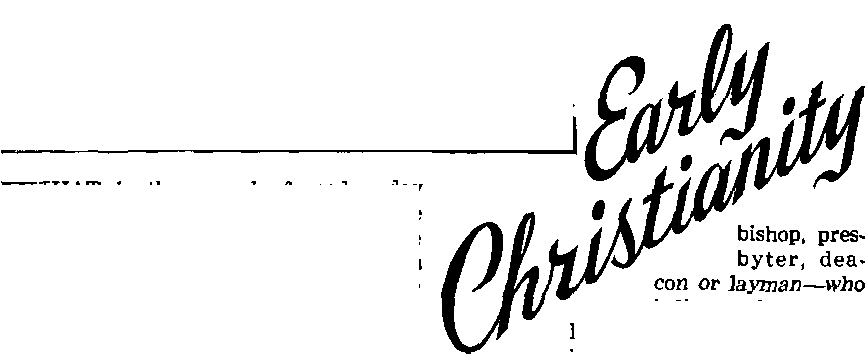 Early
Christianity
bishop, pres-
byter, dea-
con or layman—who